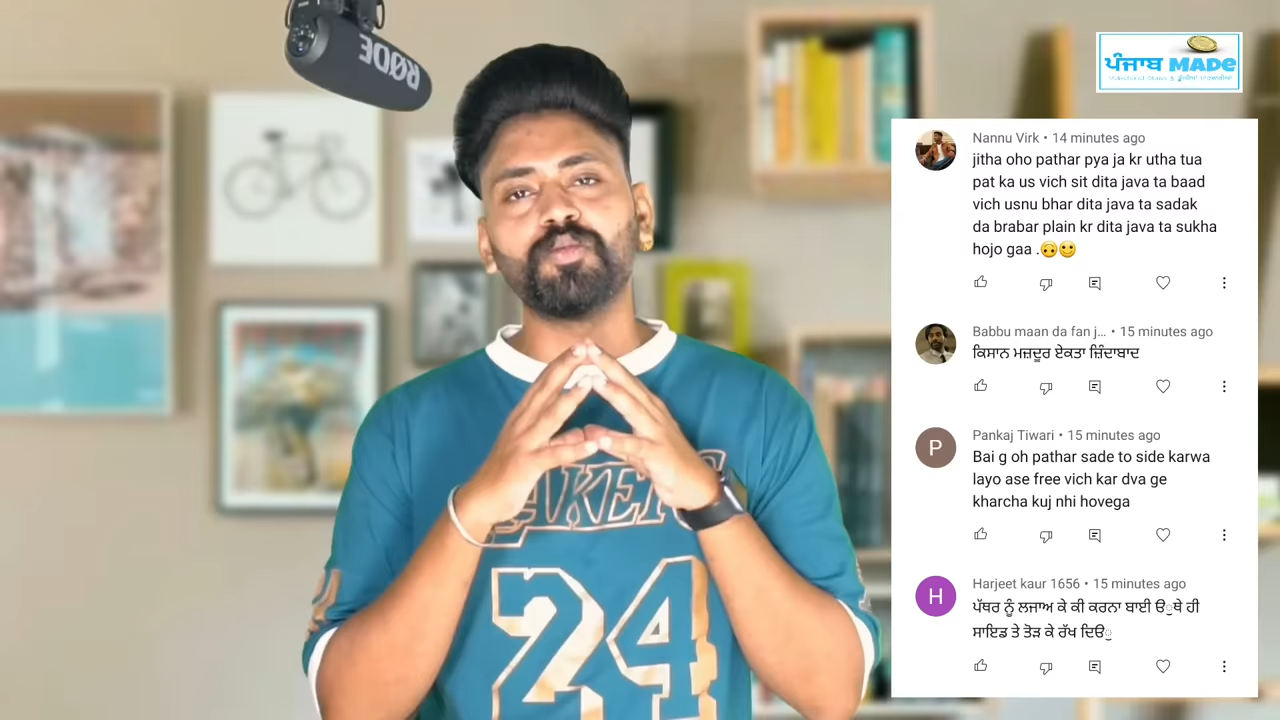 RØDE
ਪੰਜਾਬ MADE
Nannu Virk • 14 minutes ago
jitha oho pathar pya ja kr utha tua
pat ka us vich sit dita java ta baad
vich usnu bhar dita java ta sadak
da brabar plain kr dita java ta sukha
hojo gaa .🙃🙂
Babbu maan da fan j... • 15 minutes ago
ਕਿਸਾਨ ਮਜ਼ਦੂਰ ਏਕਤਾ ਜ਼ਿੰਦਾਬਾਦ
P
Pankaj Tiwari • 15 minutes ago
Bai g oh pathar sade to side karwa
layo ase free vich kar dva ge
kharcha kuj nhi hovega
H
Harjeet kaur 1656 • 15 minutes ago
ਪੱਥਰ ਨੂੰ ਲਜਾਅ ਕੇ ਕੀ ਕਰਨਾ ਬਾਈ ੳੁਥੇ ਹੀ
ਸਾਇਡ ਤੇ ਤੋੜ ਕੇ ਰੱਖ ਦਿੳੁ
AKE
24